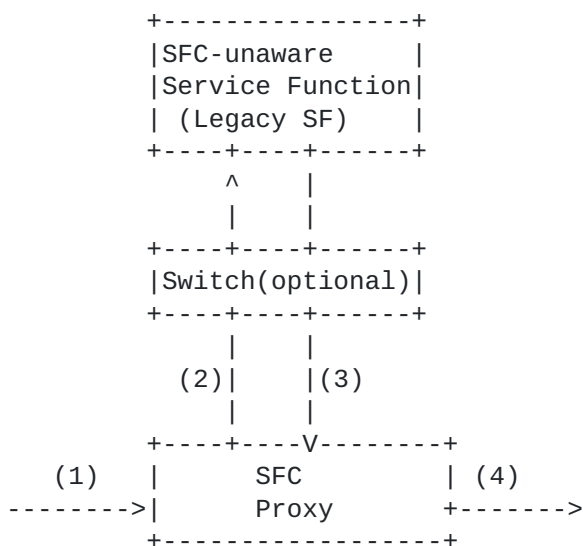 SFC-unaware
Service Function
(Legacy SF)
Switch(optional)
(2) (3)
(1) SFC (4)
Proxy